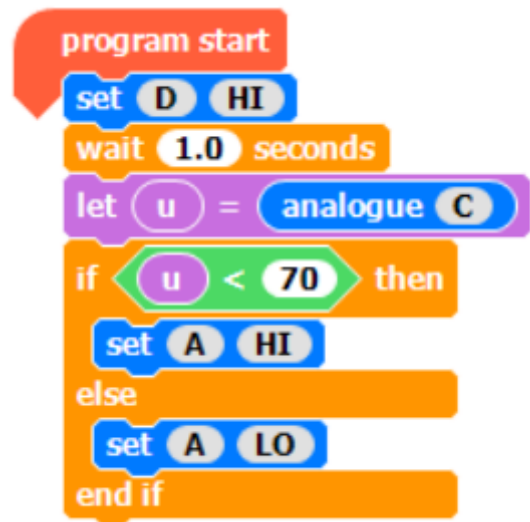 program start
set D HI
wait 1.0 seconds
let u = analogue C
if u < 70 then
set A HI
else
set A LO
end if